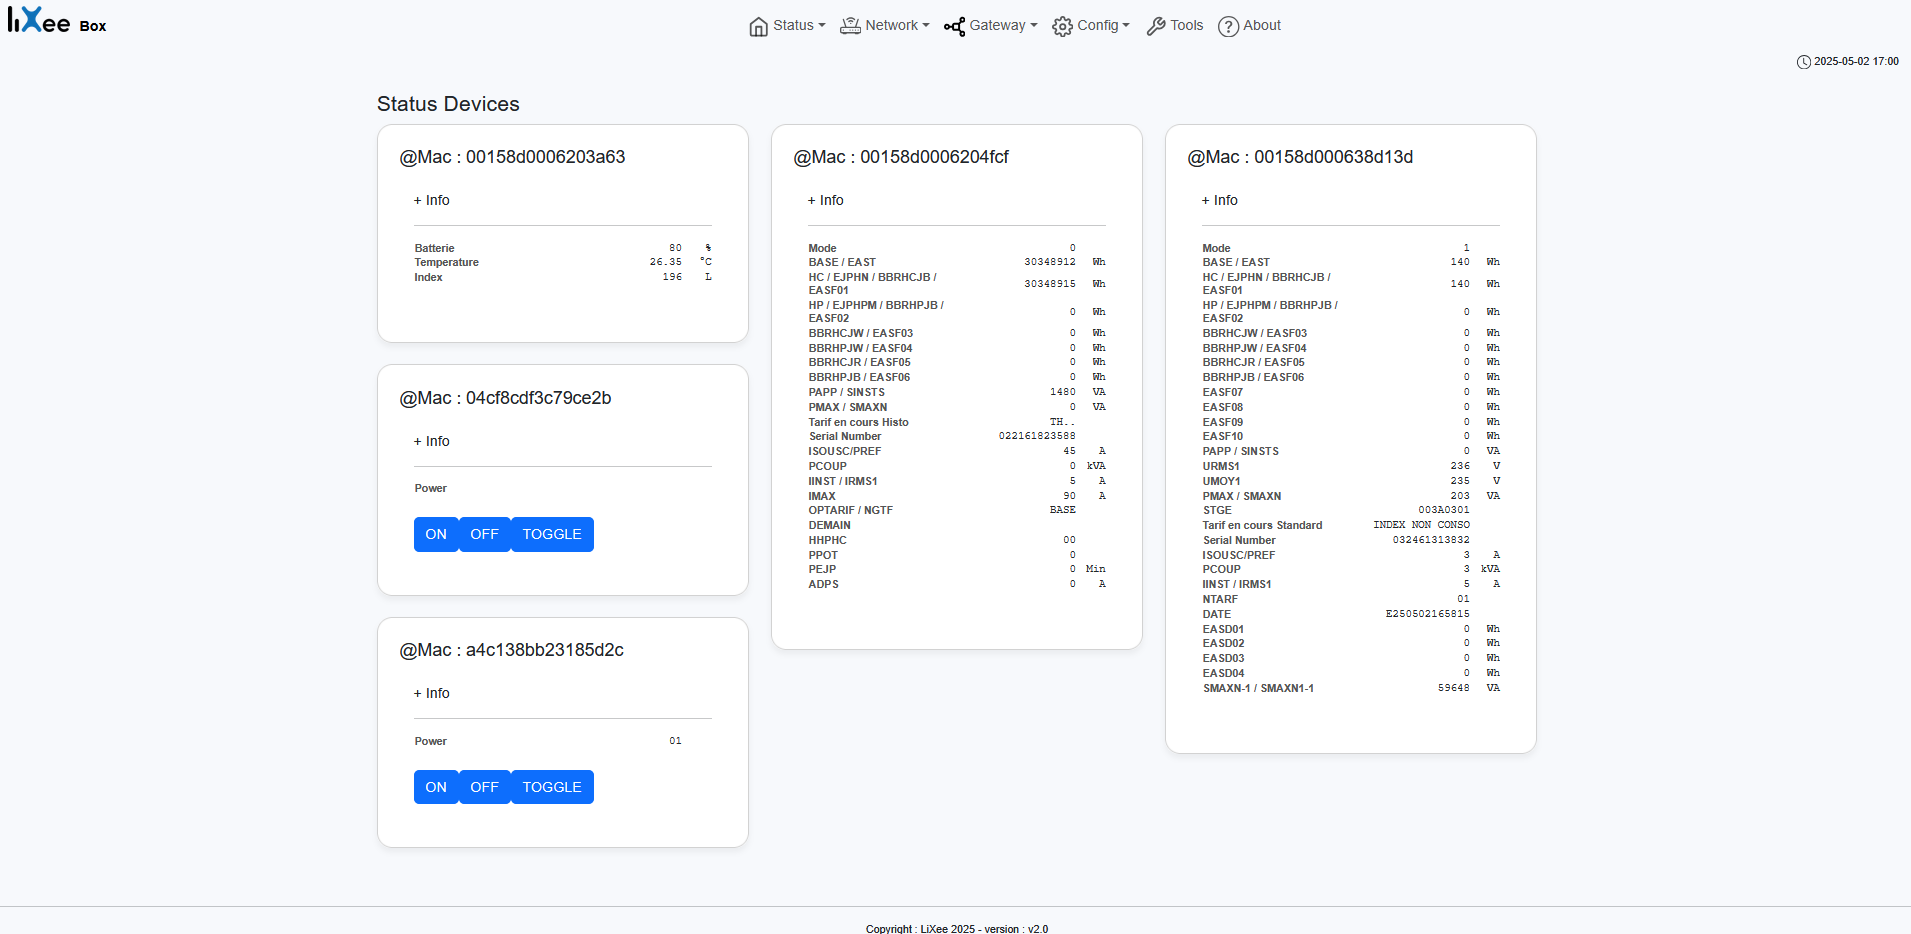 LiXee Box
Status Network Gateway Config Tools About
2025-05-02 17:00
Status Devices
@Mac : 00158d0006203a63
+ Info
Batterie 80 %
Temperature 26.35 °C
Index 196 L
@Mac : 04cf8cdf3c79ce2b
+ Info
Power
ON OFF TOGGLE
@Mac : a4c138bb23185d2c
+ Info
Power 01
ON OFF TOGGLE
@Mac : 00158d0006204fcf
+ Info
Mode 0
BASE / EAST 30348912 Wh
HC / EJPHN / BBRHCJB /
EASF01 30348915 Wh
HP / EJPHPM / BBRHPJB /
EASF02 0 Wh
BBRHCJW / EASF03 0 Wh
BBRHPJW / EASF04 0 Wh
BBRHCJR / EASF05 0 Wh
BBRHPJB / EASF06 0 Wh
PAPP / SINSTS 1480 VA
PMAX / SMAXN 0 VA
Tarif en cours Histo TH..
Serial Number 022161823588
ISOUSC/PREF 45 A
PCOUP 0 kVA
IINST / IRMS1 5 A
IMAX 90 A
OPTARIF / NGTF BASE
DEMAIN
HHPHC 00
PPOT 0
PEJP 0 Min
ADPS 0 A
@Mac : 00158d000638d13d
+ Info
Mode 1
BASE / EAST 140 Wh
HC / EJPHN / BBRHCJB /
EASF01 140 Wh
HP / EJPHPM / BBRHPJB /
EASF02 0 Wh
BBRHCJW / EASF03 0 Wh
BBRHPJW / EASF04 0 Wh
BBRHCJR / EASF05 0 Wh
BBRHPJB / EASF06 0 Wh
EASF07 0 Wh
EASF08 0 Wh
EASF09 0 Wh
EASF10 0 Wh
PAPP / SINSTS 0 VA
URMS1 236 V
UMOY1 235 V
PMAX / SMAXN 203 VA
STGE 003A0301
Tarif en cours Standard INDEX NON CONSO
Serial Number 032461313832
ISOUSC/PREF 3 A
PCOUP 3 kVA
IINST / IRMS1 5 A
NTARF 01
DATE E250502165815
EASD01 0 Wh
EASD02 0 Wh
EASD03 0 Wh
EASD04 0 Wh
SMAXN-1 / SMAXN1-1 59648 VA
Copyright : LiXee 2025 - version : v2.0